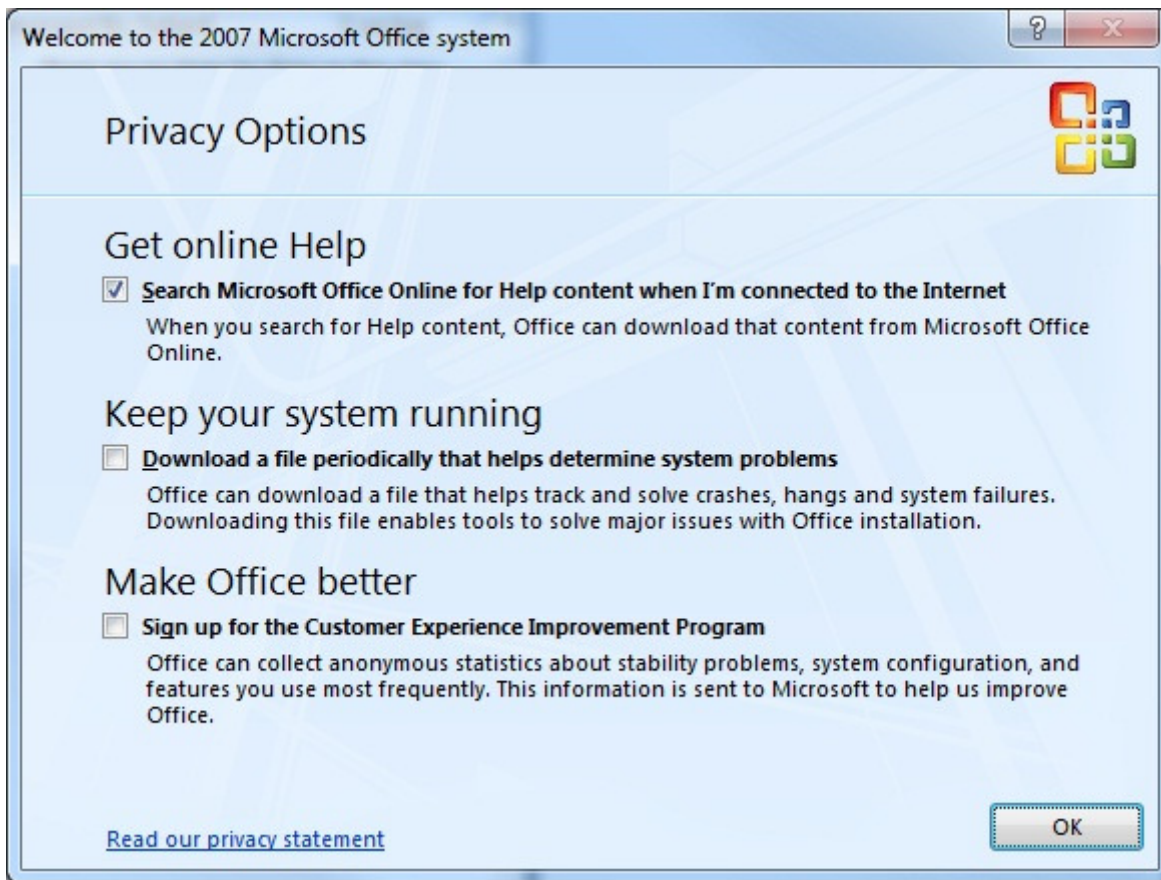 Welcome to the 2007 Microsoft Office system
Privacy Options
Get online Help
Search Microsoft Office Online for Help content when I'm connected to the Internet
When you search for Help content, Office can download that content from Microsoft Office
Online.
Keep your system running
Download a file periodically that helps determine system problems
Office can download a file that helps track and solve crashes, hangs and system failures.
Downloading this file enables tools to solve major issues with Office installation.
Make Office better
Sign up for the Customer Experience Improvement Program
Office can collect anonymous statistics about stability problems, system configuration, and
features you use most frequently. This information is sent to Microsoft to help us improve
Office.
Read our privacy statement
OK